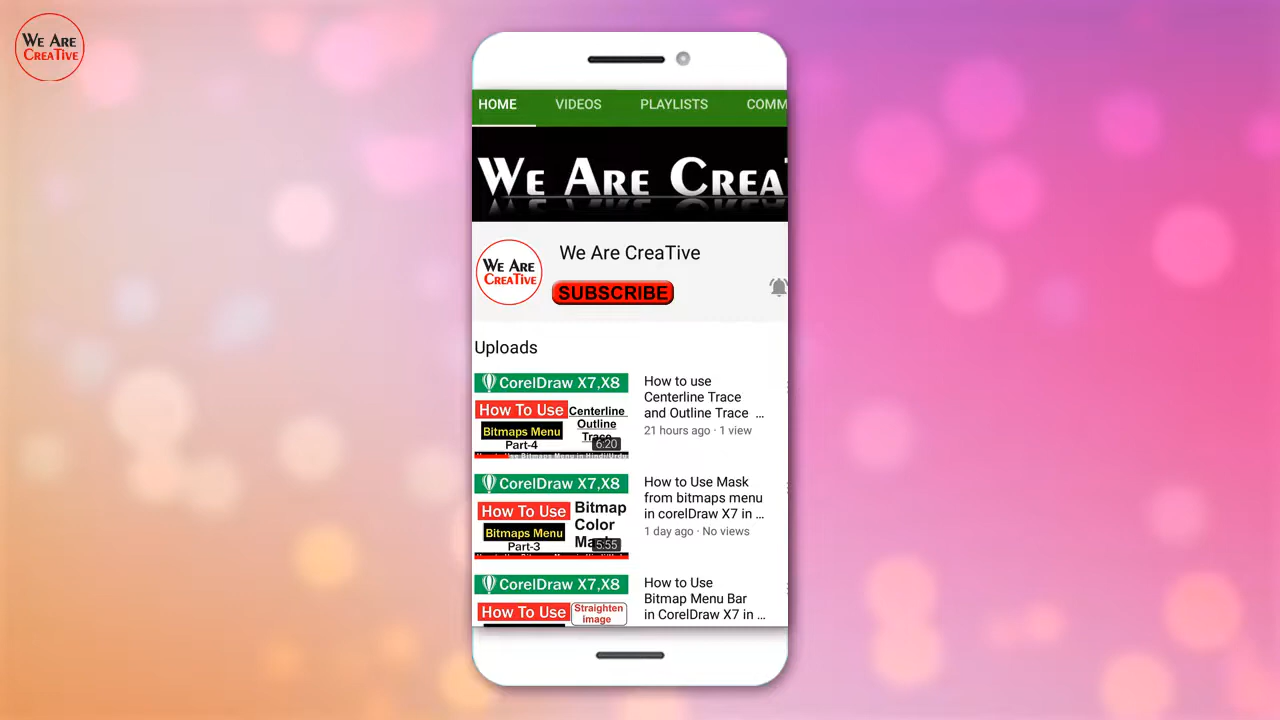 We Are
CreaTive
HOME VIDEOS PLAYLISTS COMM
We Are Crea
We Are CreaTive
We Are
CreaTive
SUBSCRIBE
Uploads
CorelDraw X7,X8
How To Use Centerline
Outline
Trace
Bitmaps Menu
Part-4
6:20
How to use
Centerline Trace
and Outline Trace ...
21 hours ago · 1 view
CorelDraw X7,X8
How To Use Bitmap
Color
Bitmaps Menu
Part-3
5:55
How to Use Mask
from bitmaps menu
in corelDraw X7 in ...
1 day ago · No views
CorelDraw X7,X8
How To Use Straighten
image
How to Use
Bitmap Menu Bar
in CorelDraw X7 in ...